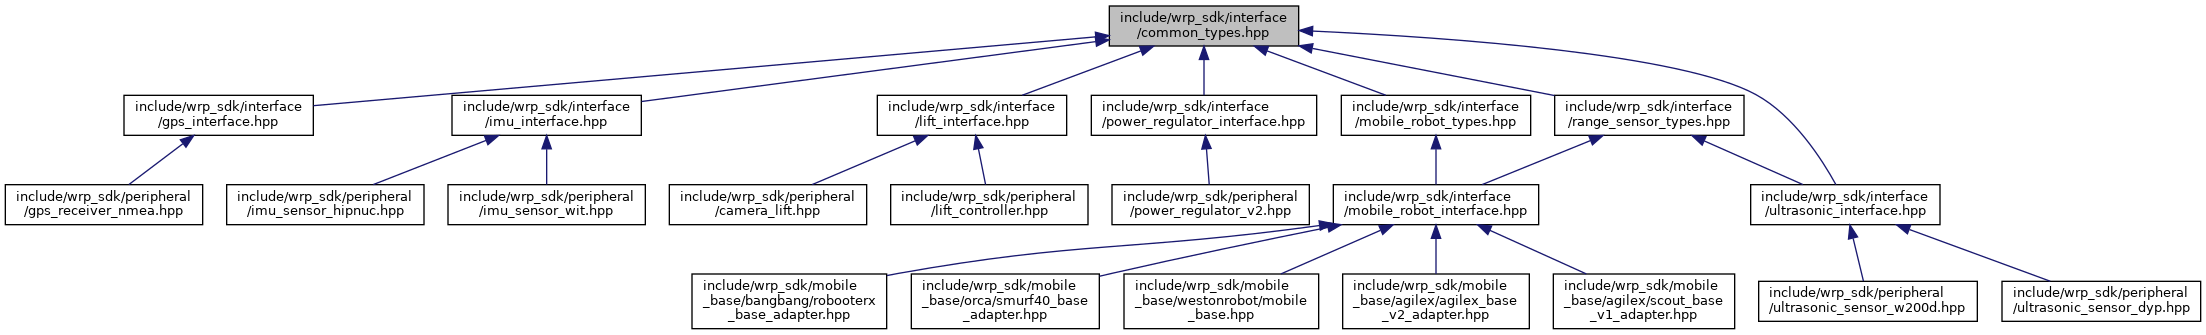 include/wrp_sdk/interface
/common_types.hpp
include/wrp_sdk/interface
/gps_interface.hpp
include/wrp_sdk/interface
/imu_interface.hpp
include/wrp_sdk/interface
/lift_interface.hpp
include/wrp_sdk/interface
/power_regulator_interface.hpp
include/wrp_sdk/interface
/mobile_robot_types.hpp
include/wrp_sdk/interface
/range_sensor_types.hpp
include/wrp_sdk/peripheral
/gps_receiver_nmea.hpp
include/wrp_sdk/peripheral
/imu_sensor_hipnuc.hpp
include/wrp_sdk/peripheral
/imu_sensor_wit.hpp
include/wrp_sdk/peripheral
/camera_lift.hpp
include/wrp_sdk/peripheral
/lift_controller.hpp
include/wrp_sdk/peripheral
/power_regulator_v2.hpp
include/wrp_sdk/interface
/mobile_robot_interface.hpp
include/wrp_sdk/interface
/ultrasonic_interface.hpp
include/wrp_sdk/mobile
_base/bangbang/robooterx
_base_adapter.hpp
include/wrp_sdk/mobile
_base/orca/smurf40_base
_adapter.hpp
include/wrp_sdk/mobile
_base/westonrobot/mobile
_base.hpp
include/wrp_sdk/mobile
_base/agilex/agilex_base
_v2_adapter.hpp
include/wrp_sdk/mobile
_base/agilex/scout_base
_v1_adapter.hpp
include/wrp_sdk/peripheral
/ultrasonic_sensor_w200d.hpp
include/wrp_sdk/peripheral
/ultrasonic_sensor_dyp.hpp